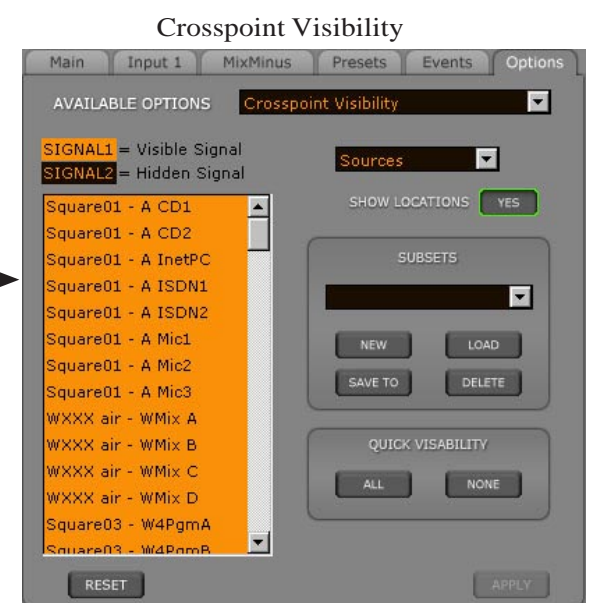 Crosspoint Visibility
Main Input 1 MixMinus Presets Events Options
AVAILABLE OPTIONS Crosspoint Visibility
SIGNAL1 = Visible Signal
SIGNAL2 = Hidden Signal
Sources
SHOW LOCATIONS YES
Square01 - A CD1
Square01 - A CD2
Square01 - A InetPC
Square01 - A ISDN1
Square01 - A ISDN2
Square01 - A Mic1
Square01 - A Mic2
Square01 - A Mic3
WXXX air - WMix A
WXXX air - WMix B
WXXX air - WMix C
WXXX air - WMix D
Square03 - W4PgmA
Square03 - W4PgmB
SUBSETS
NEW LOAD
SAVE TO DELETE
QUICK VISABILITY
ALL NONE
RESET APPLY